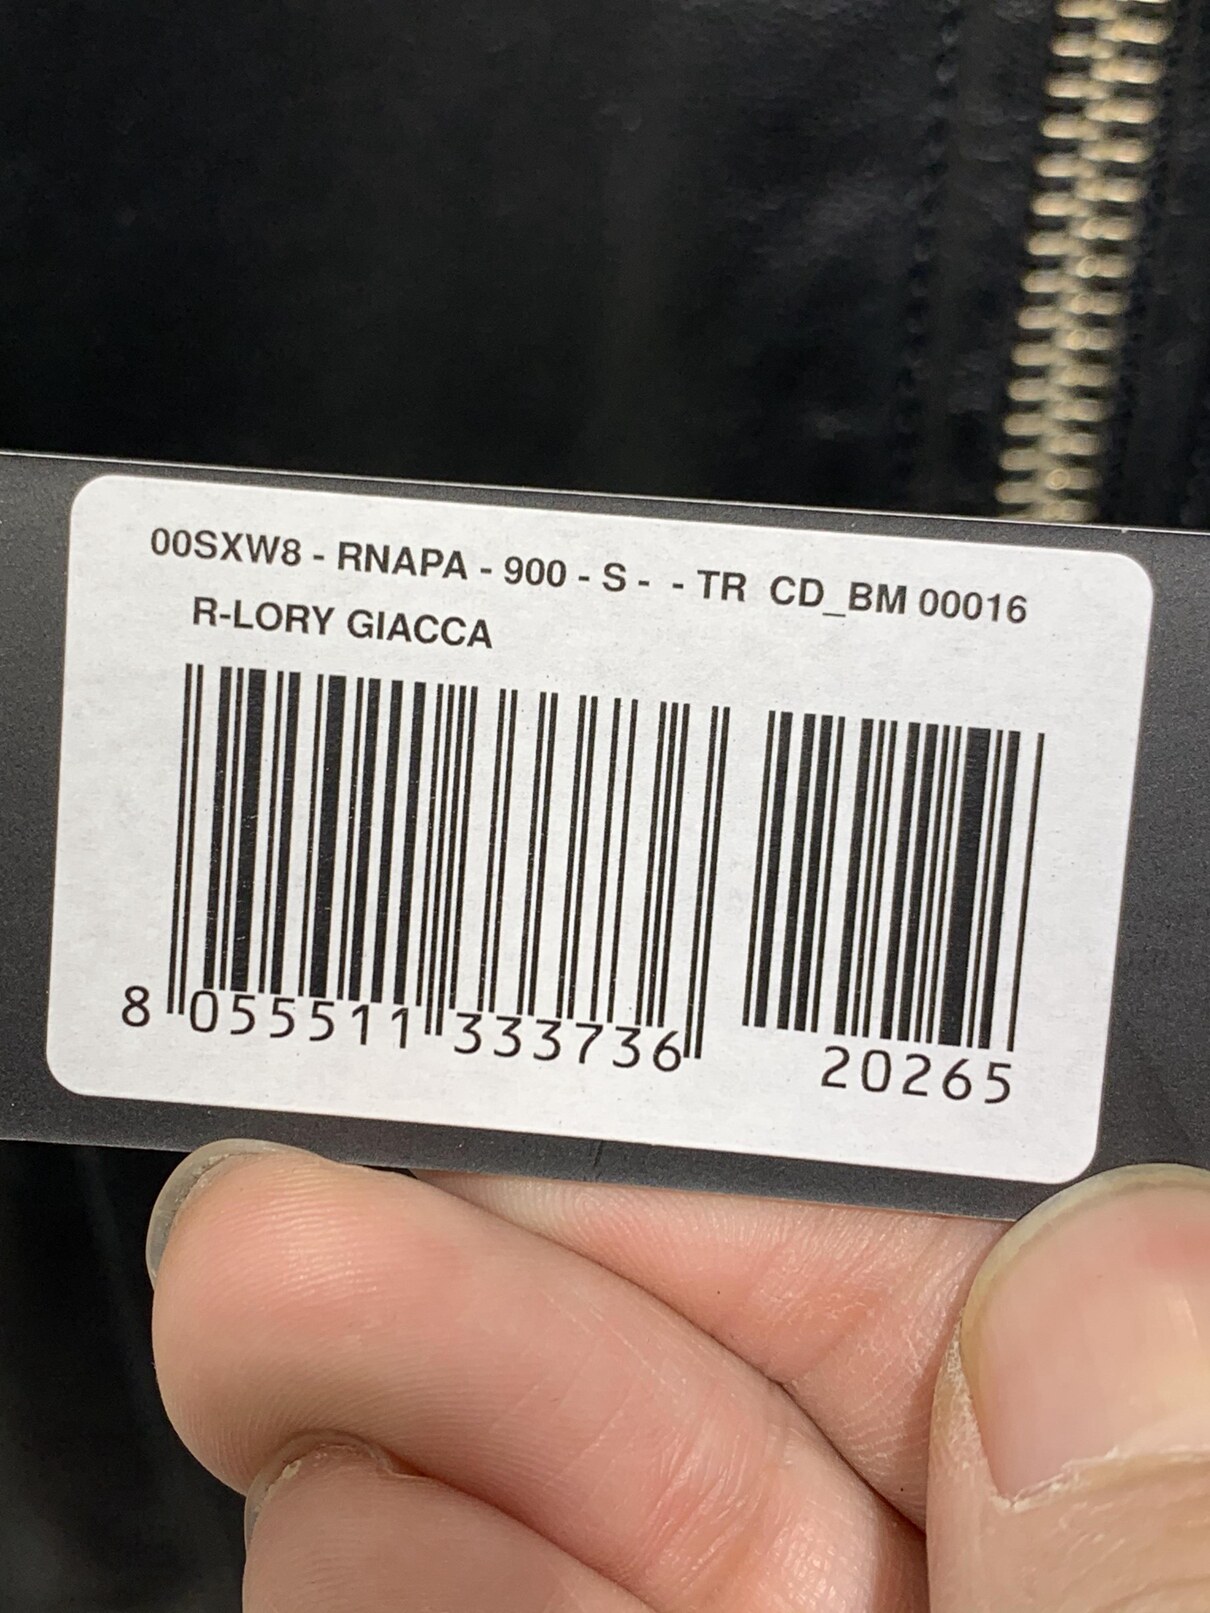 00SXW8 - RNAPA - 900 - S - - TR CD_BM 00016
R-LORY GIACCA
8 055511 333736 20265